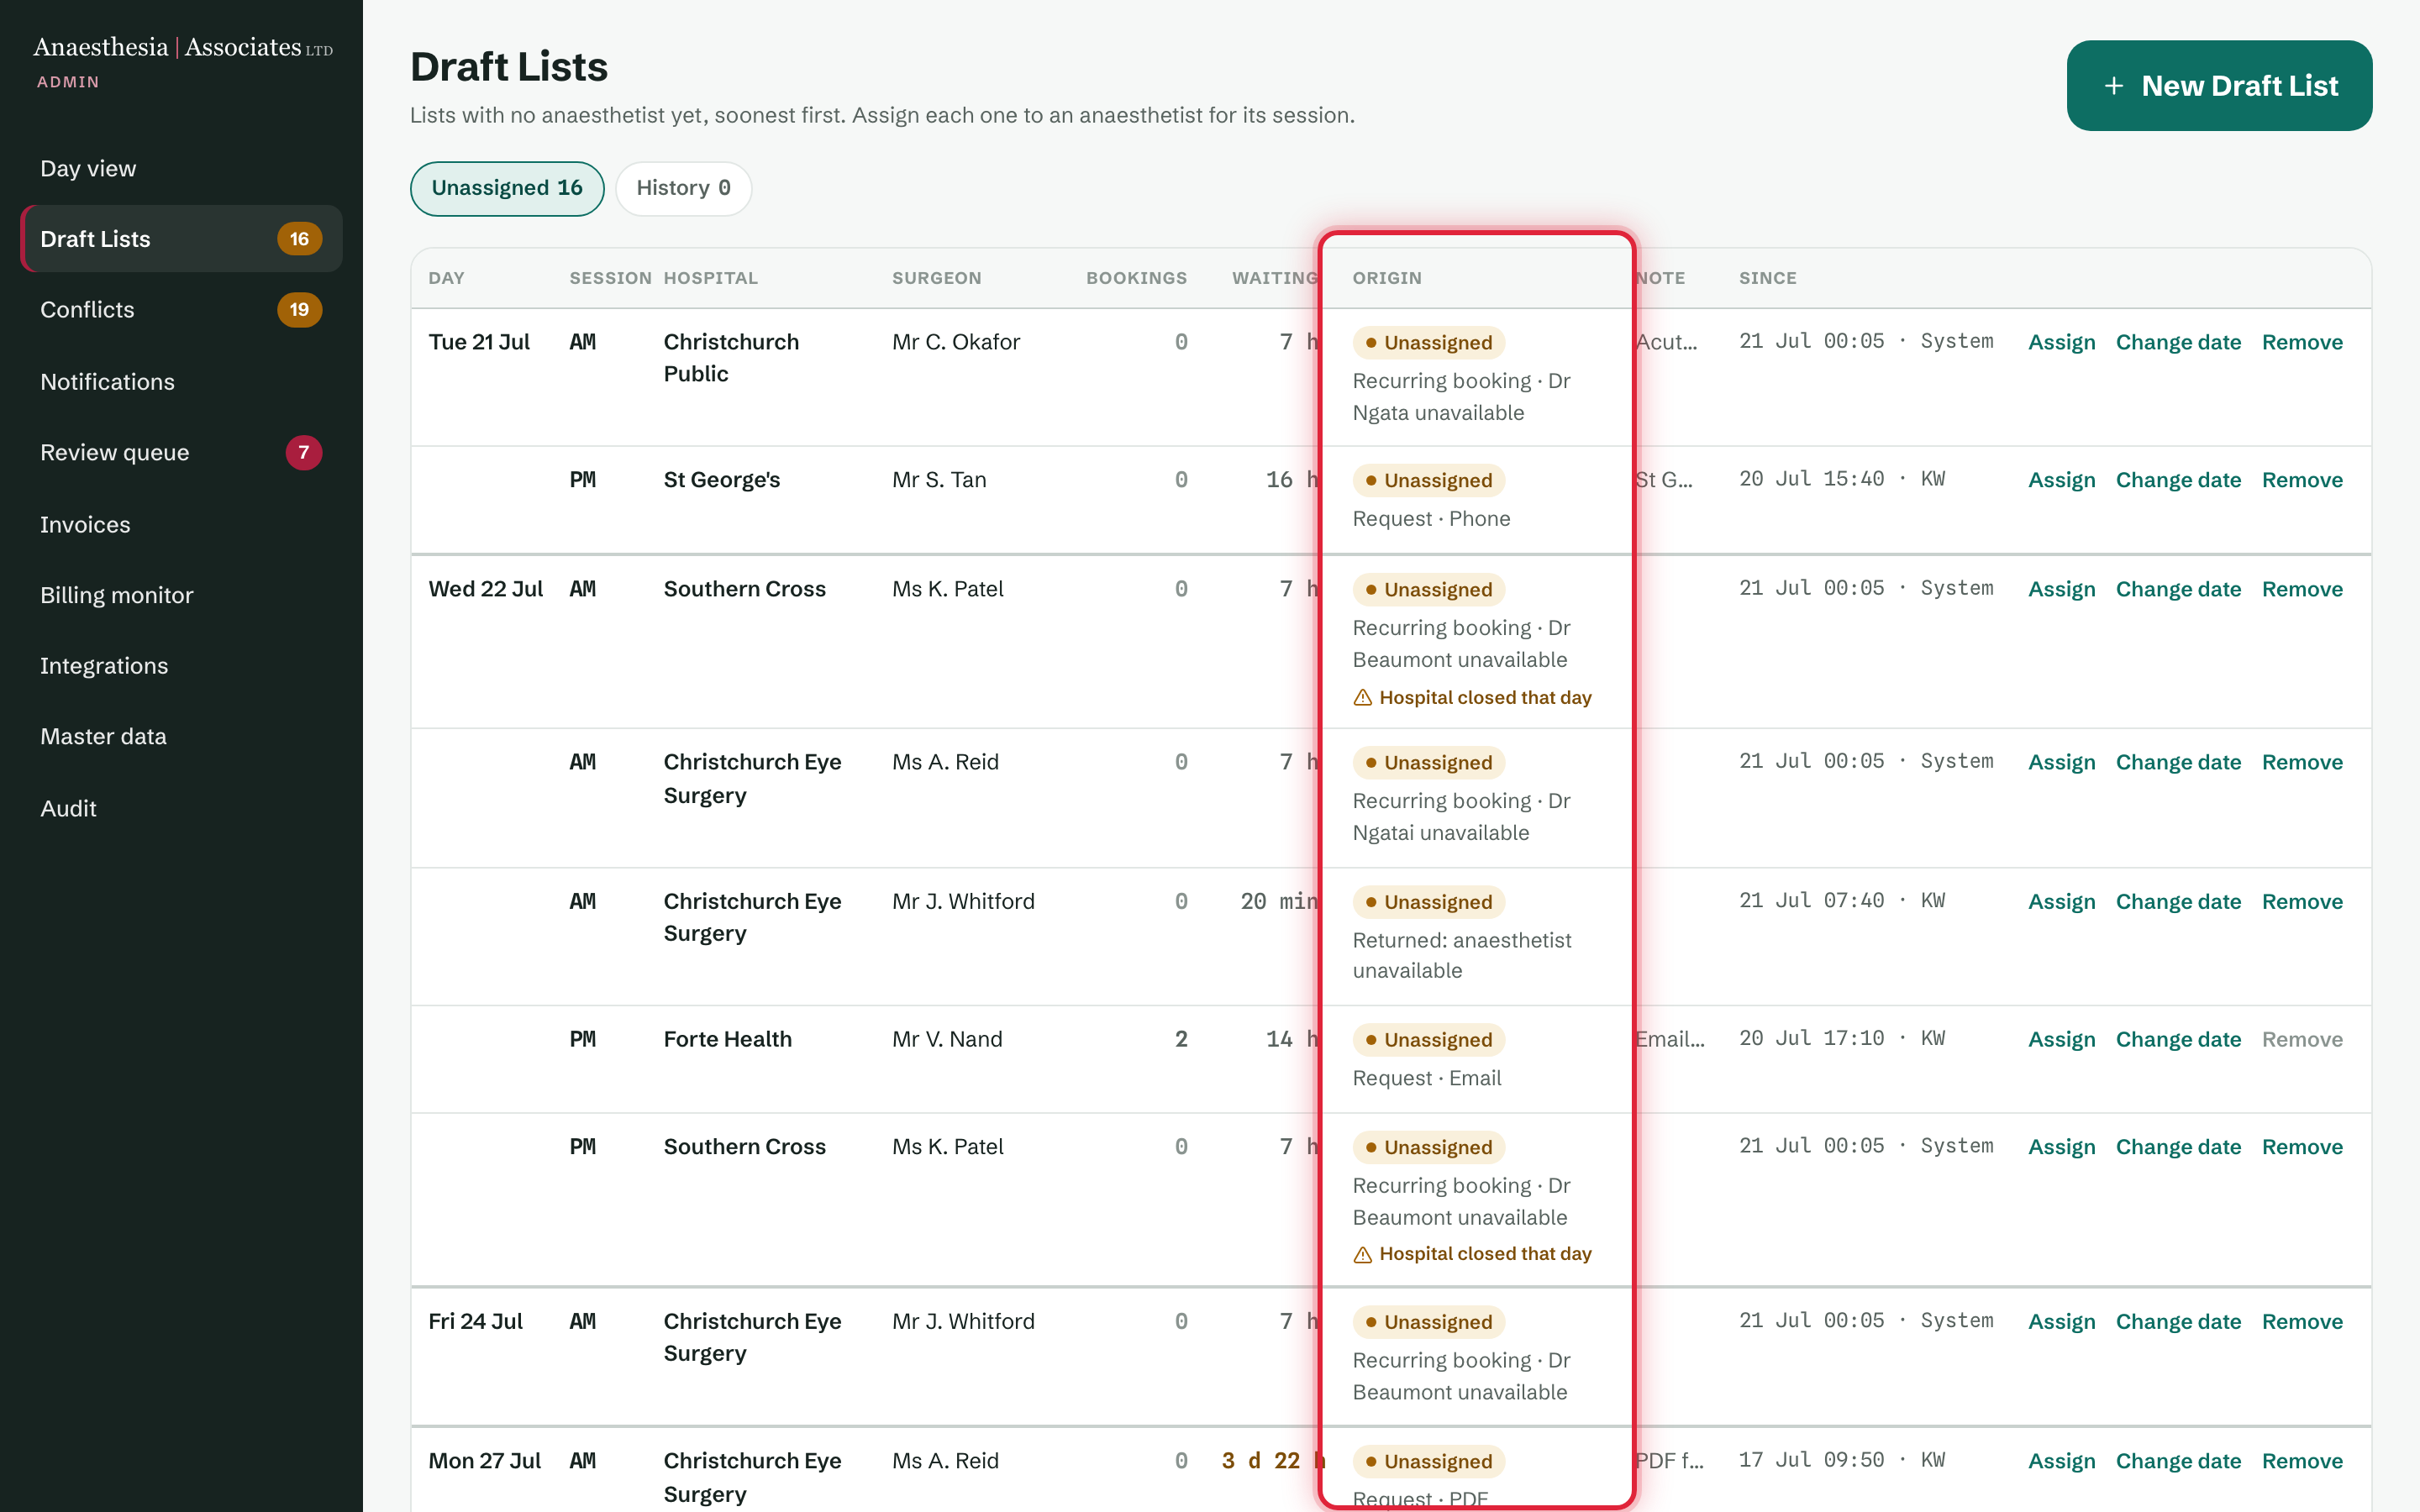 Anaesthesia | Associates LTD
ADMIN
Day view
Draft Lists 16
Conflicts 19
Notifications
Review queue 7
Invoices
Billing monitor
Integrations
Master data
Audit
Draft Lists
Lists with no anaesthetist yet, soonest first. Assign each one to an anaesthetist for its session.
+ New Draft List
Unassigned 16 History 0
DAY SESSION HOSPITAL SURGEON BOOKINGS WAITING ORIGIN NOTE SINCE
Tue 21 Jul AM Christchurch Mr C. Okafor 0 7 h Unassigned Acut... 21 Jul 00:05 · System Assign Change date Remove
Public Recurring booking · Dr
Ngata unavailable
PM St George's Mr S. Tan 0 16 h Unassigned St G... 20 Jul 15:40 · KW Assign Change date Remove
Request · Phone
Wed 22 Jul AM Southern Cross Ms K. Patel 0 7 h Unassigned 21 Jul 00:05 · System Assign Change date Remove
Recurring booking · Dr
Beaumont unavailable
Hospital closed that day
AM Christchurch Eye Ms A. Reid 0 7 h Unassigned 21 Jul 00:05 · System Assign Change date Remove
Surgery Recurring booking · Dr
Ngatai unavailable
AM Christchurch Eye Mr J. Whitford 0 20 min Unassigned 21 Jul 07:40 · KW Assign Change date Remove
Surgery Returned: anaesthetist
unavailable
PM Forte Health Mr V. Nand 2 14 h Unassigned Email... 20 Jul 17:10 · KW Assign Change date Remove
Request · Email
PM Southern Cross Ms K. Patel 0 7 h Unassigned 21 Jul 00:05 · System Assign Change date Remove
Recurring booking · Dr
Beaumont unavailable
Hospital closed that day
Fri 24 Jul AM Christchurch Eye Mr J. Whitford 0 7 h Unassigned 21 Jul 00:05 · System Assign Change date Remove
Surgery Recurring booking · Dr
Beaumont unavailable
Mon 27 Jul AM Christchurch Eye Ms A. Reid 0 3 d 22 h Unassigned PDF f... 17 Jul 09:50 · KW Assign Change date Remove
Surgery Request · PDF